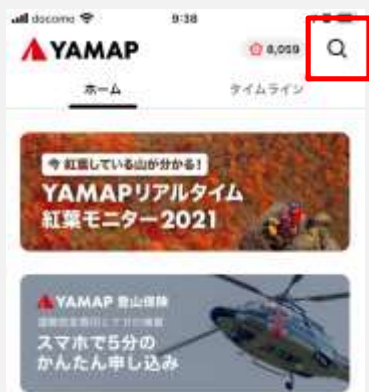 docomo
9:38
YAMAP
8,059
ホーム
タイムライン
今 紅葉している山が分かる!
YAMAPリアルタイム
紅葉モニター2021
YAMAP 登山保険
スマホで5分の
かんたん申し込み